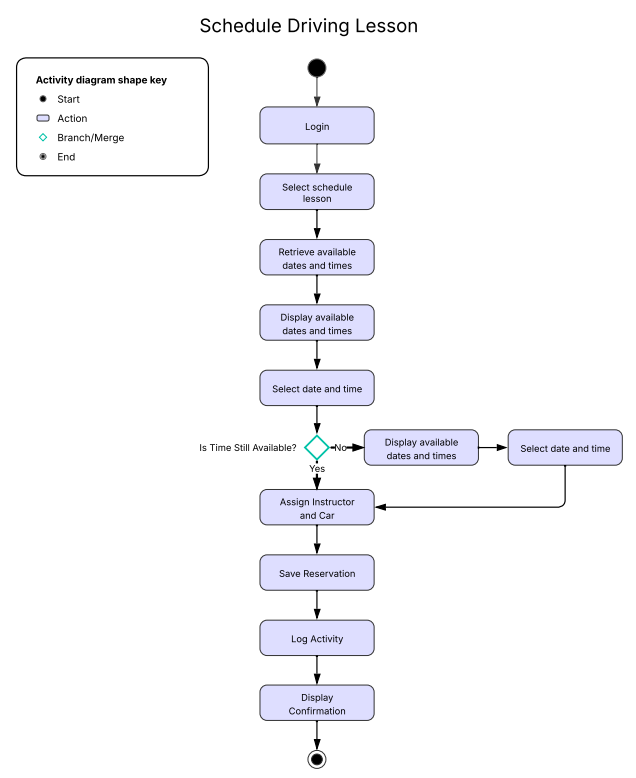 Schedule Driving Lesson
Activity diagram shape key
Start
Action
Branch/Merge
End
Login
Select schedule
lesson
Retrieve available
dates and times
Display available
dates and times
Select date and time
Is Time Still Available?
No
Display available
dates and times
Select date and time
Yes
Assign Instructor
and Car
Save Reservation
Log Activity
Display
Confirmation